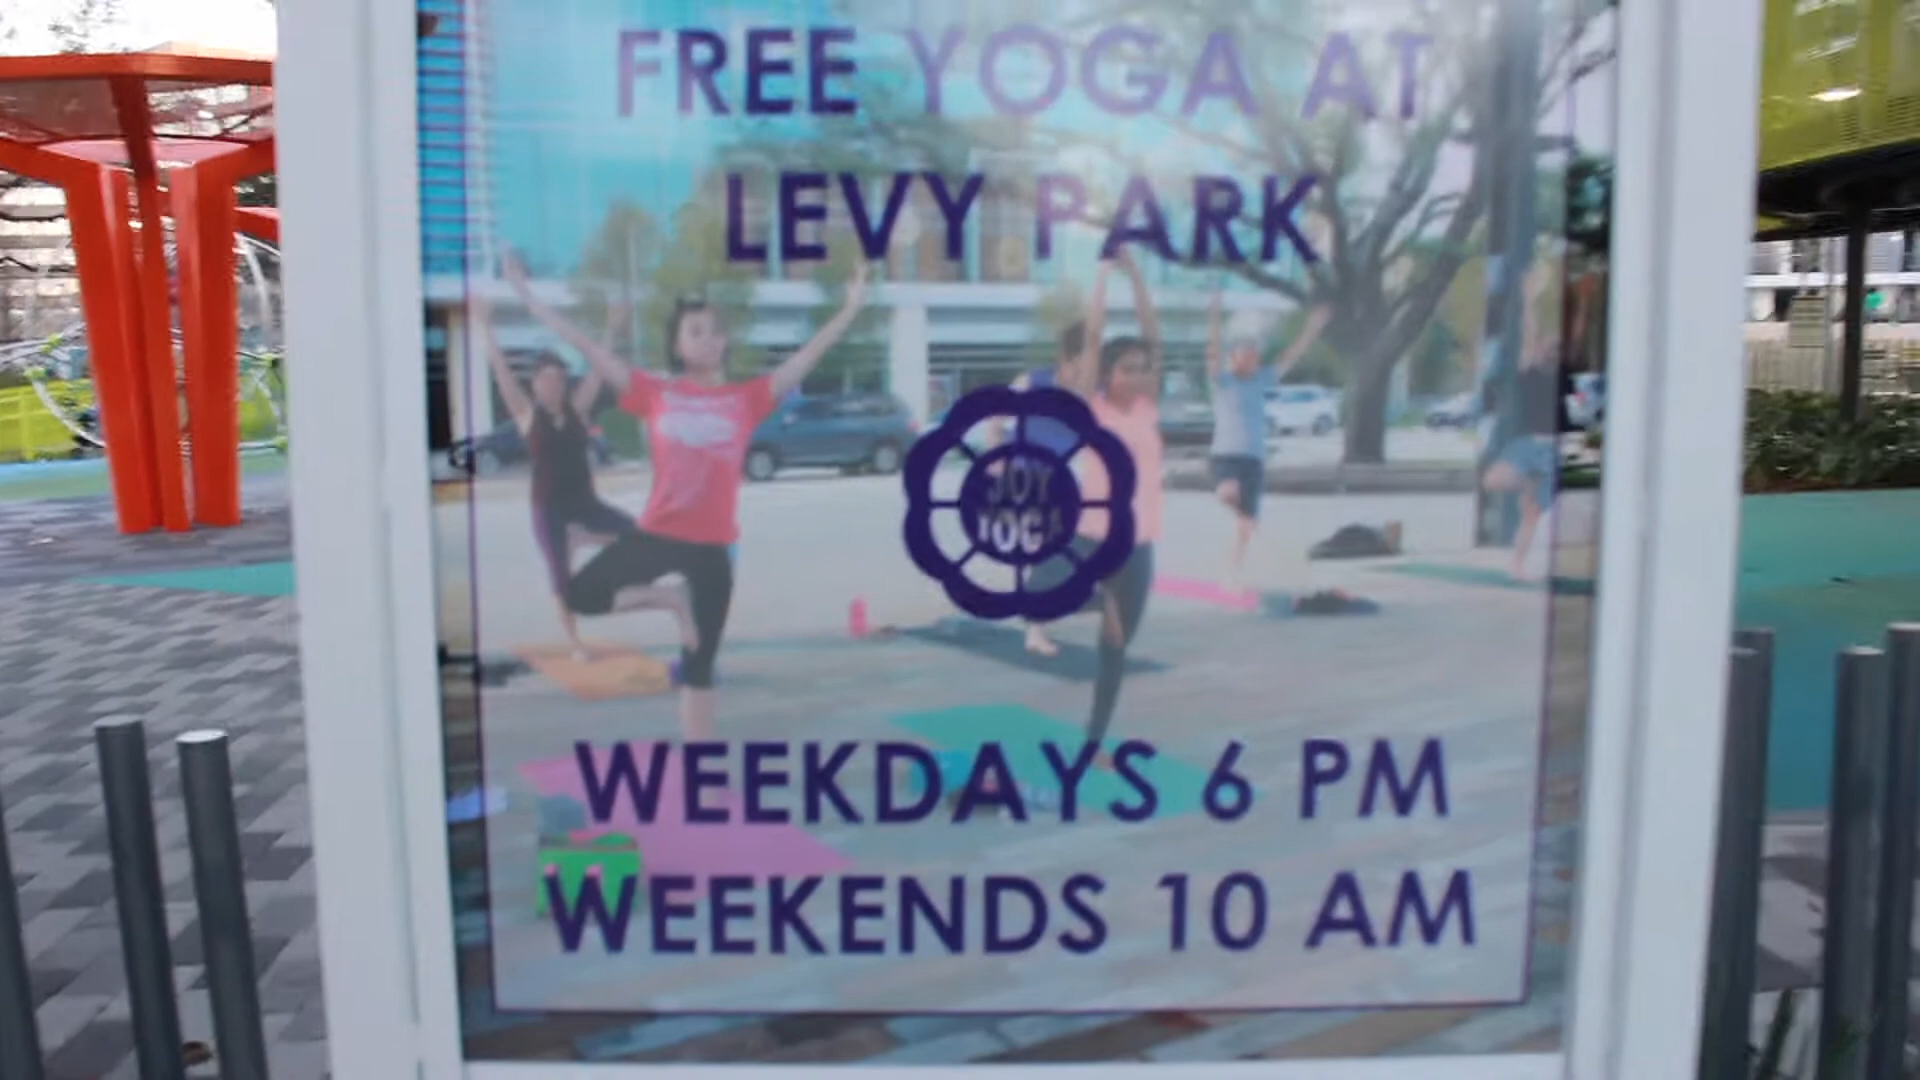 FREE YOGA AT
LEVY PARK
JOY
YOGA
WEEKDAYS 6 PM
WEEKENDS 10 AM